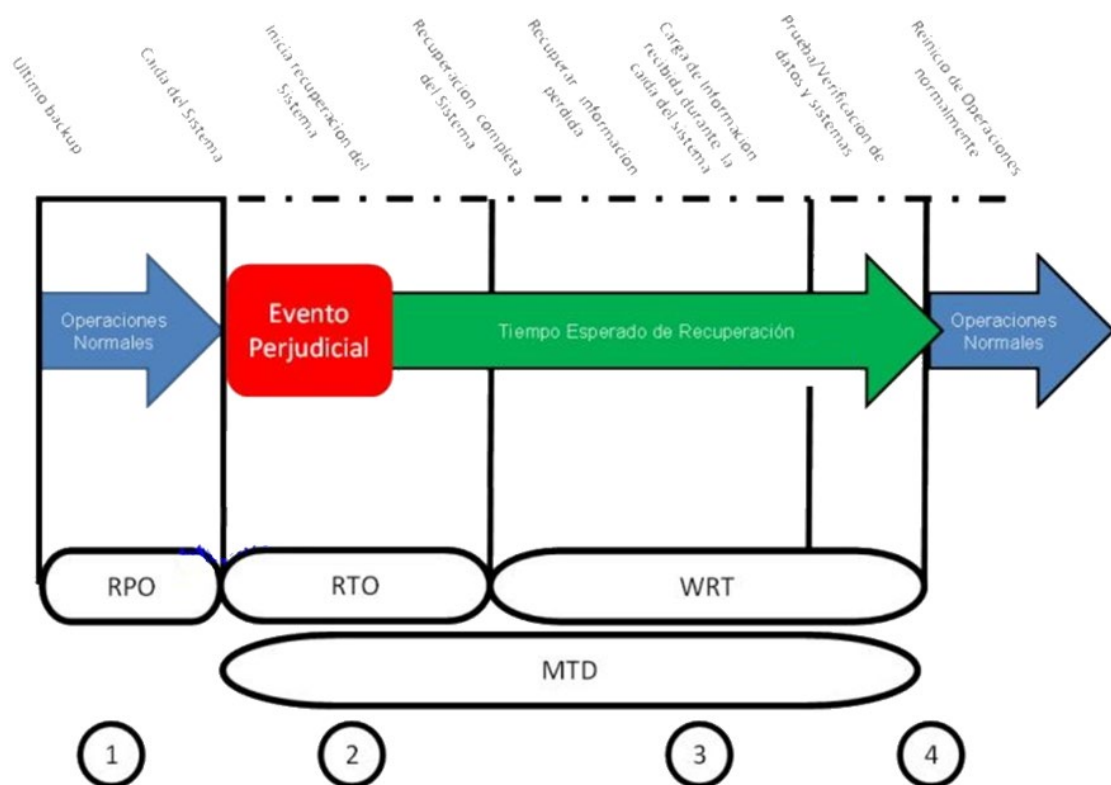 Ultimo backup
Caida del Sistema
Inicia recuperacion del
Sistema
Recuperacion completa
del Sistema
Recuperar informacion
perdida
Carga de Informacion
recibida durante la
caida del sistema
Prueba/Verificacion de
datos y sistemas
Reinicio de Operaciones
normalmente
Operaciones
Normales
Evento
Perjudicial
Tiempo Esperado de Recuperación
Operaciones
Normales
RPO
RTO
WRT
MTD
1
2
3
4